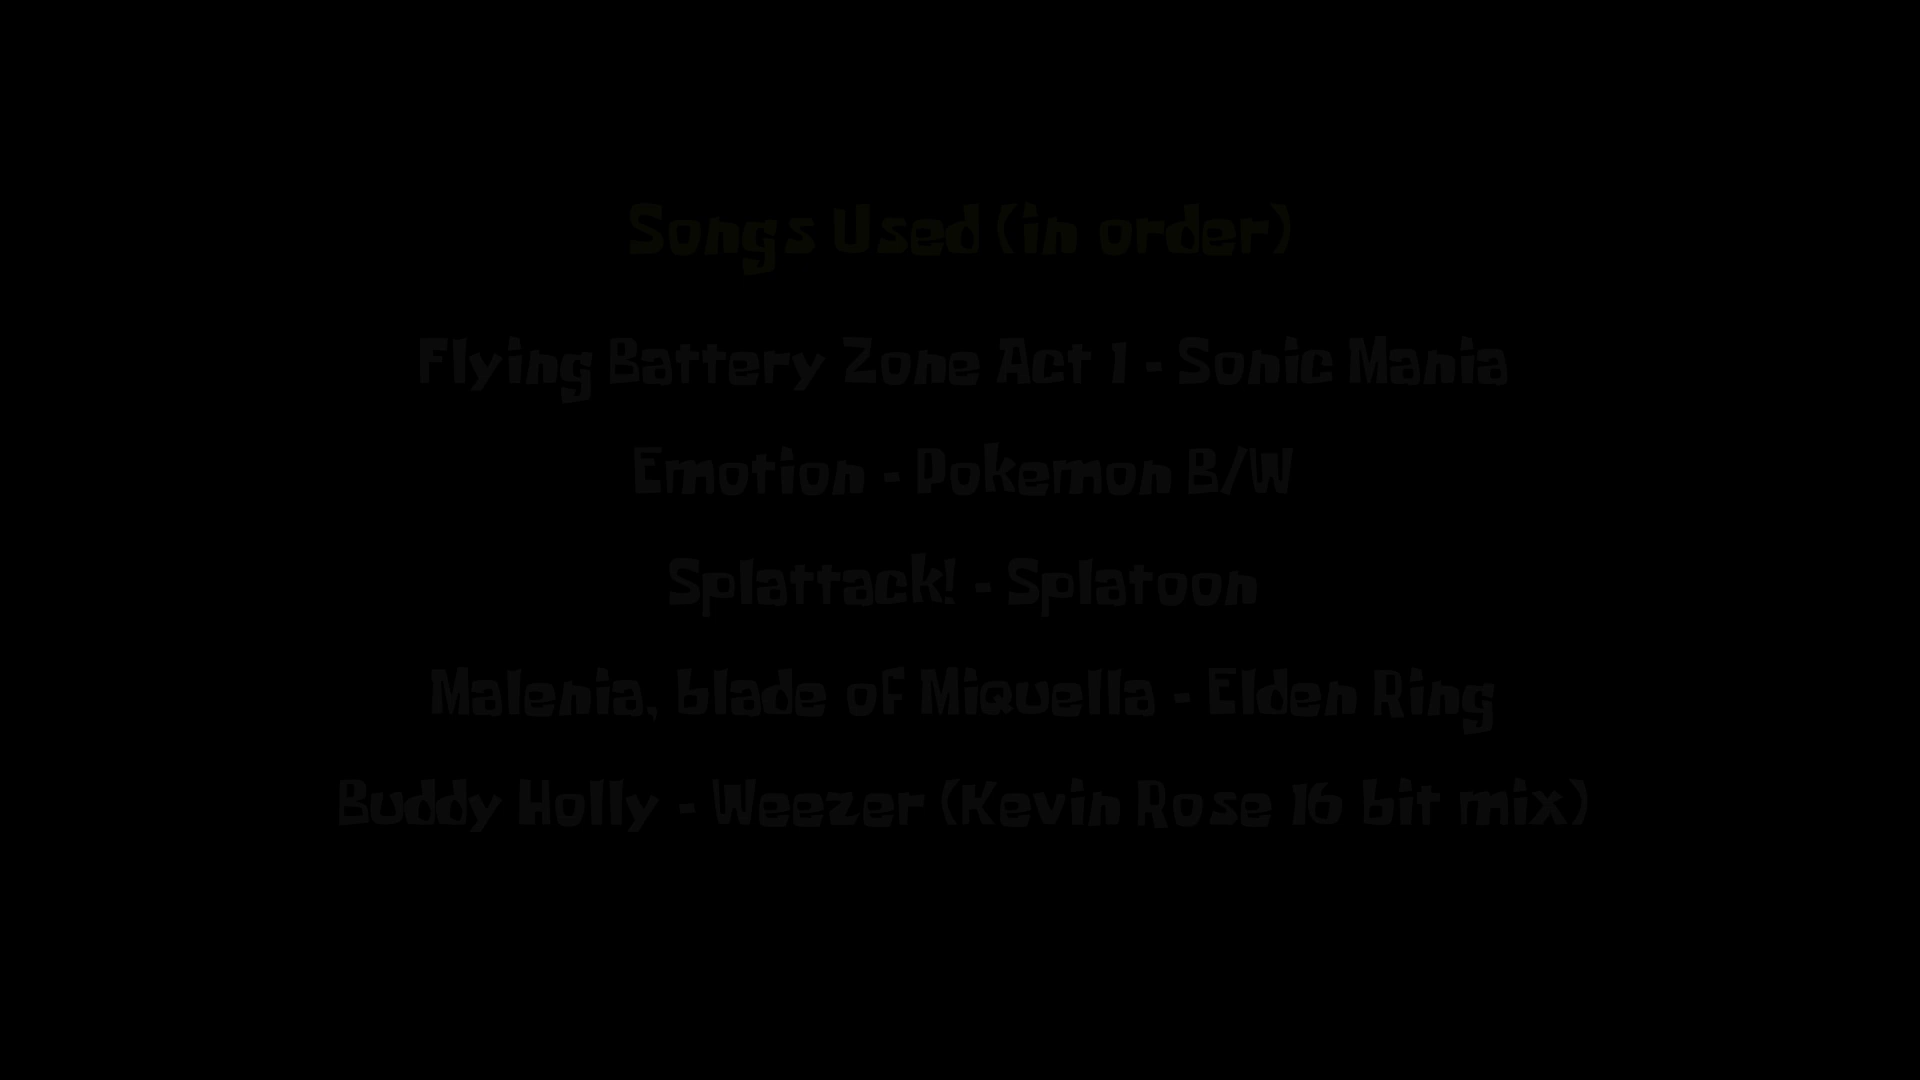 Songs Used (in order)
Flying Battery Zone Act 1 - Sonic Mania
Emotion - Pokemon B/W
Splattack! - Splatoon
Malenia, blade of Miquella - Elden Ring
Buddy Holly - Weezer (Kevin Rose 16 bit mix)